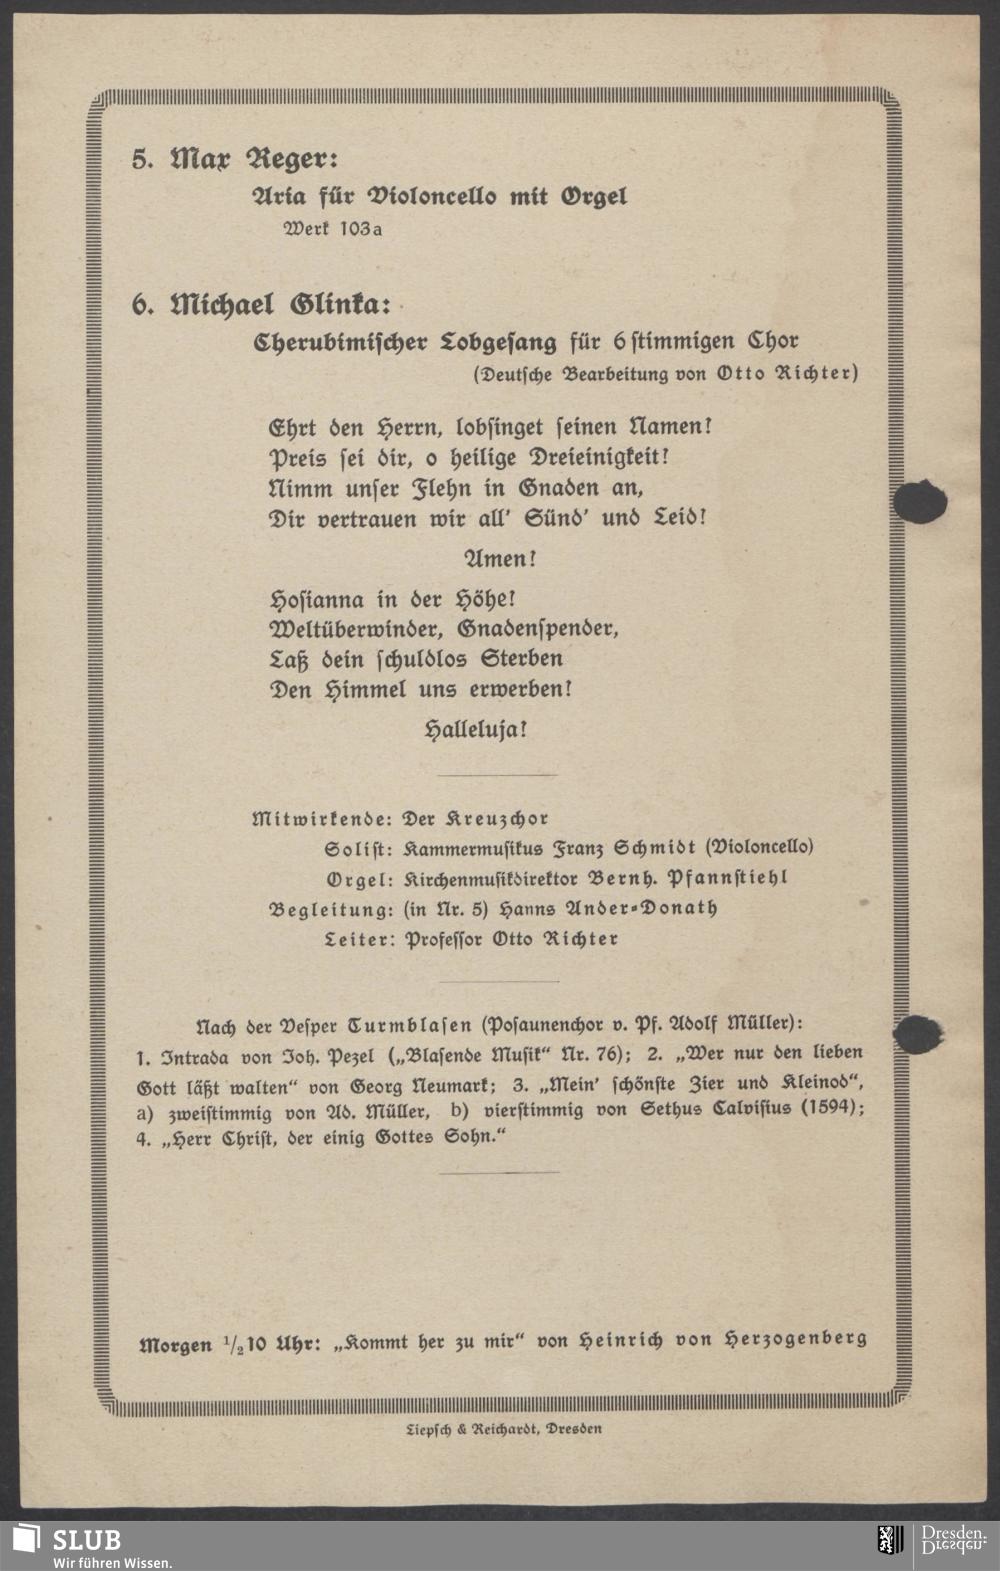 5. Max Reger:
Aria für Violoncello mit Orgel
Werk 103a
6. Michael Glinka:
Cherubimischer Lobgesang für 6stimmigen Chor
(Deutsche Bearbeitung von Otto Richter)
Ehrt den Herrn, lobsinget seinen Namen!
Preis sei dir, o heilige Dreieinigkeit!
Nimm unser Flehn in Gnaden an,
Dir vertrauen wir all' Sünd' und Leid!
Amen!
Hosianna in der Höhe!
Weltüberwinder, Gnadenspender,
Laß dein schuldlos Sterben
Den Himmel uns erwerben!
Halleluja!
Mitwirkende: Der Kreuzchor
Solist: Kammermusikus Franz Schmidt (Violoncello)
Orgel: Kirchenmusikdirektor Bernh. Pfannstiehl
Begleitung: (in Nr. 5) Hanns Ander-Donath
Leiter: Professor Otto Richter
Nach der Vesper Turmblasen (Posaunenchor v. Pf. Adolf Müller):
1. Intrada von Joh. Pezel („Blasende Musik“ Nr. 76); 2. „Wer nur den lieben
Gott läßt walten“ von Georg Neumark; 3. „Mein' schönste Zier und Kleinod“,
a) zweistimmig von Ad. Müller, b) vierstimmig von Sethus Calvisius (1594);
4. „Herr Christ, der einig Gottes Sohn.“
Morgen 1/2 10 Uhr: „Kommt her zu mir“ von Heinrich von Herzogenberg
Liepsch & Reichardt, Dresden
SLUB
Wir führen Wissen.
Dresden.
Dresden.